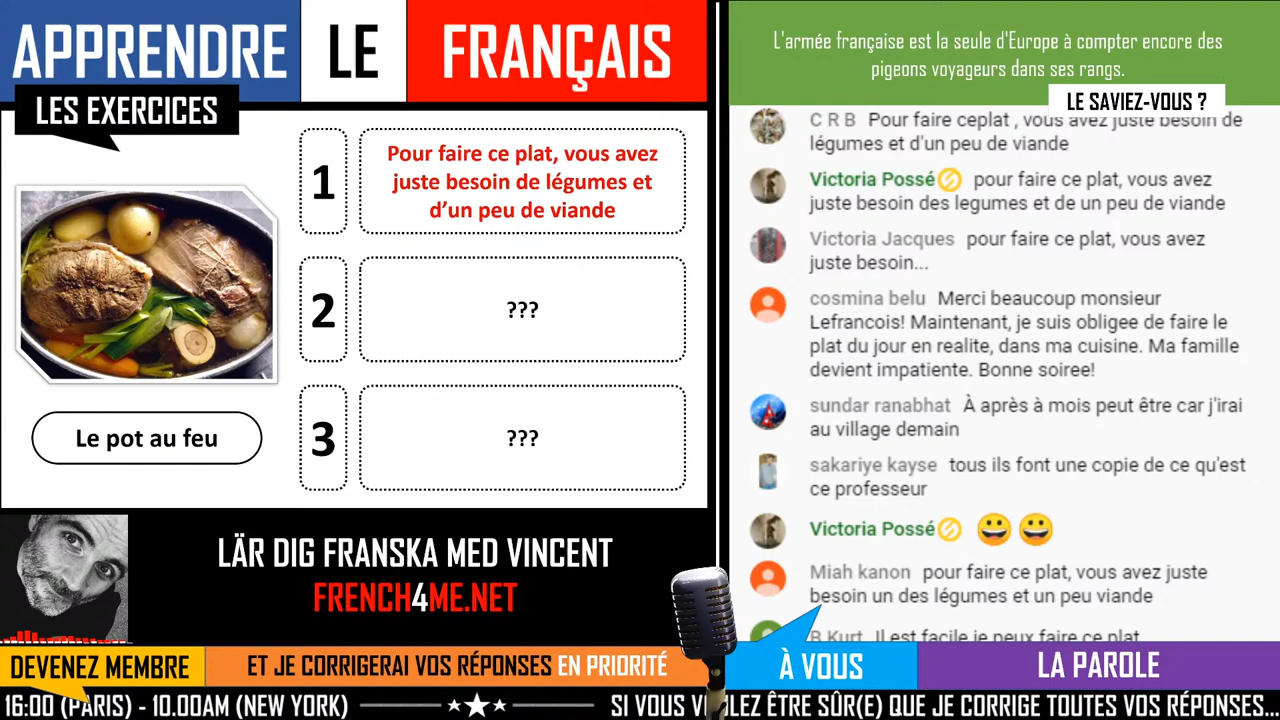 APPRENDRE LE FRANÇAIS
LES EXERCICES
1
Pour faire ce plat, vous avez
juste besoin de légumes et
d’un peu de viande
2
???
3
???
Le pot au feu
LÄR DIG FRANSKA MED VINCENT
FRENCH4ME.NET
DEVENEZ MEMBRE
ET JE CORRIGERAI VOS RÉPONSES EN PRIORITÉ
L'armée française est la seule d'Europe à compter encore des
pigeons voyageurs dans ses rangs.
LE SAVIEZ-VOUS ?
C R B Pour faire ceplat , vous avez juste besoin de
légumes et d'un peu de viande
Victoria Possé pour faire ce plat, vous avez
juste besoin des legumes et de un peu de viande
Victoria Jacques pour faire ce plat, vous avez
juste besoin...
cosmina belu Merci beaucoup monsieur
Lefrancois! Maintenant, je suis obligee de faire le
plat du jour en realite, dans ma cuisine. Ma famille
devient impatiente. Bonne soiree!
sundar ranabhat À après à mois peut être car j'irai
au village demain
sakariye kayse tous ils font une copie de ce qu'est
ce professeur
Victoria Possé
Miah kanon pour faire ce plat, vous avez juste
besoin un des légumes et un peu viande
B Kurt Il est facile je peux faire ce plat
À VOUS
LA PAROLE
16:00 (PARIS) - 10.00AM (NEW YORK)
SI VOUS VOULEZ ÊTRE SÛR(E) QUE JE CORRIGE TOUTES VOS RÉPONSES...